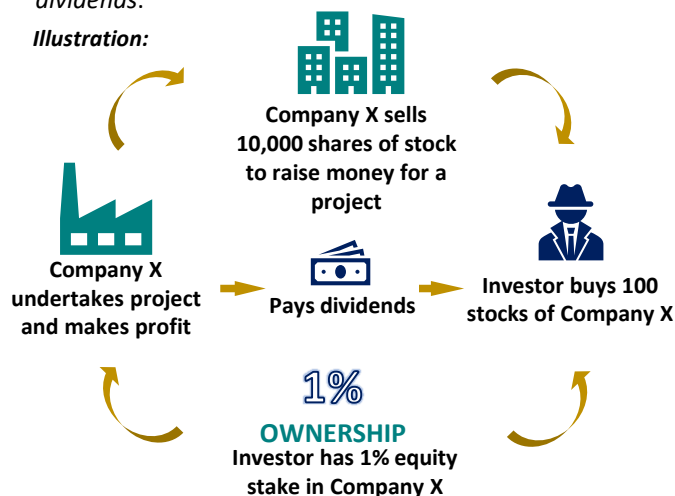 dividends.
Illustration:
Company X sells
10,000 shares of stock
to raise money for a
project
Company X
undertakes project
and makes profit
Pays dividends
Investor buys 100
stocks of Company X
1%
OWNERSHIP
Investor has 1% equity
stake in Company X